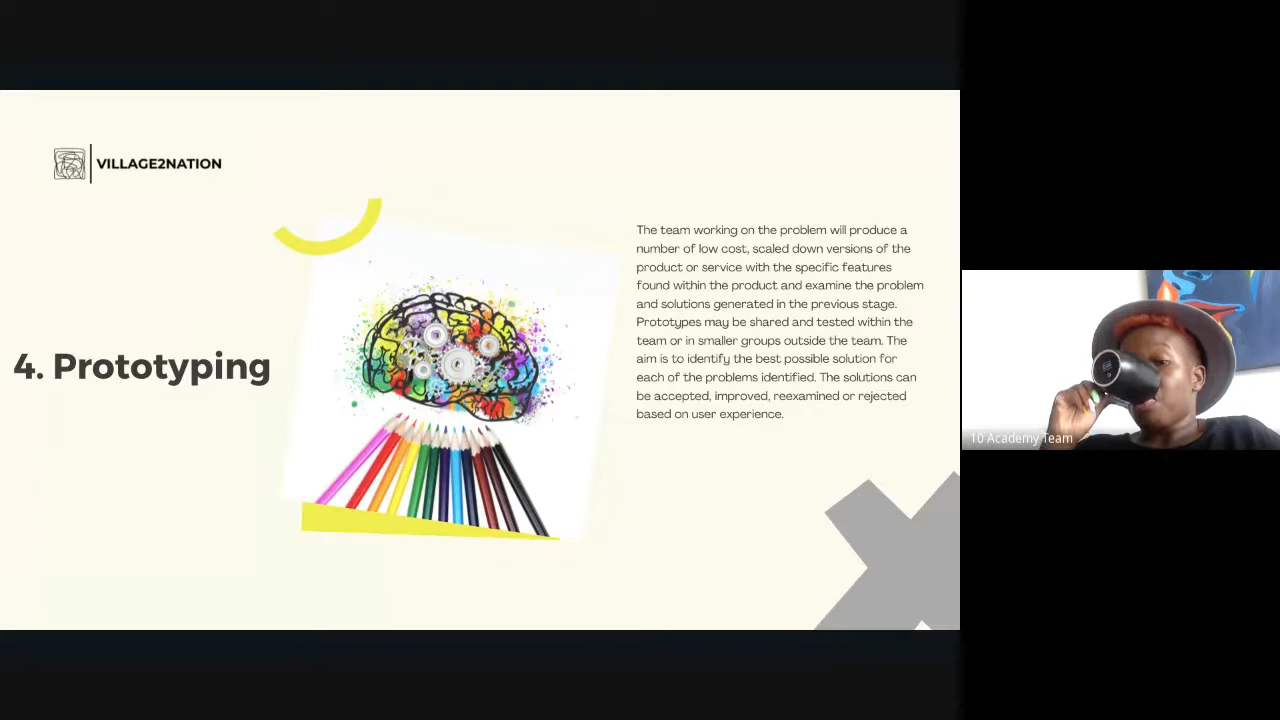 VILLAGE2NATION
4. Prototyping
The team working on the problem will produce a
number of low cost, scaled down versions of the
product or service with the specific features
found within the product and examine the problem
and solutions generated in the previous stage.
Prototypes may be shared and tested within the
team or in smaller groups outside the team. The
aim is to identify the best possible solution for
each of the problems identified. The solutions can
be accepted, improved, reexamined or rejected
based on user experience.
10 Academy Team